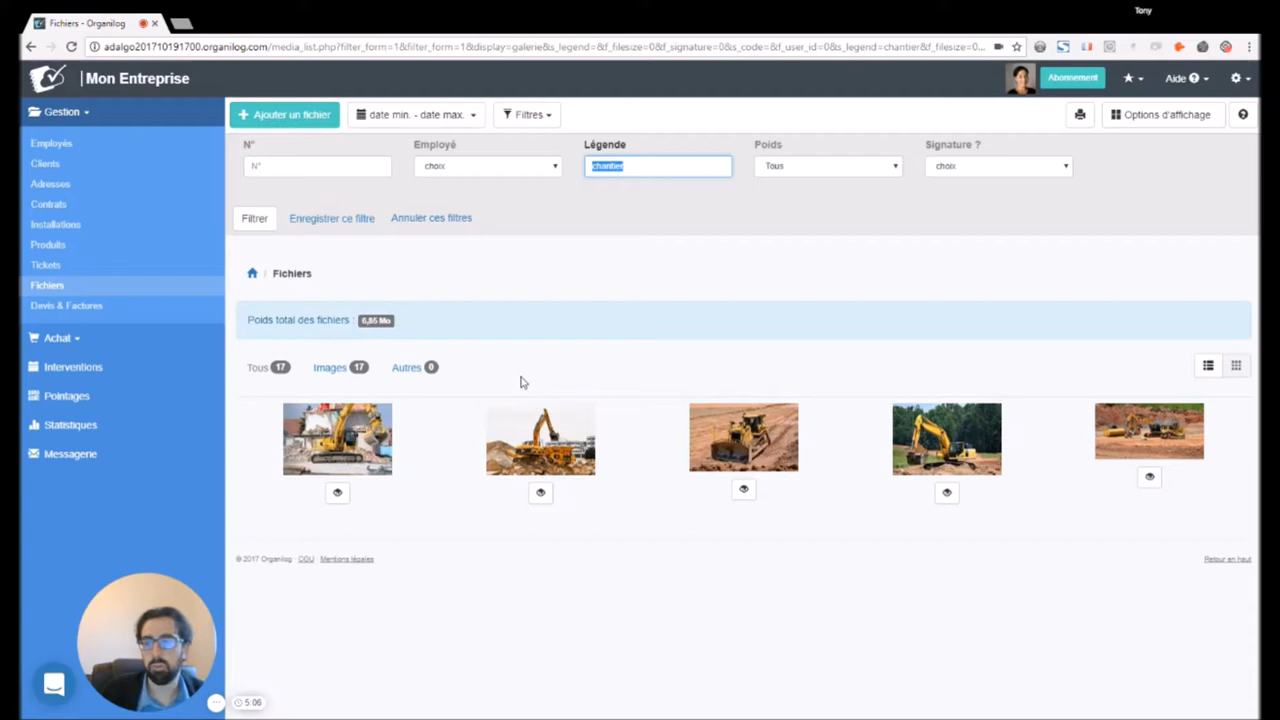 Tony
Fichiers - Organilog
adalgo201710191700.organilog.com/media_list.php?filter_form=1&filter_form=1&display=galerie&s_legend=&f_filesize=0&f_signature=0&s_code=&f_user_id=0&s_legend=chantier&f_filesize=0...
Mon Entreprise
Abonnement
Aide
Gestion
Ajouter un fichier
date min. - date max.
Filtres
Options d'affichage
Employés
Clients
Adresses
Contrats
Installations
Produits
Tickets
Fichiers
Devis & Factures
Achat
Interventions
Pointages
Statistiques
Messagerie
N° Employé Légende Poids Signature ?
N° choix chantier Tous choix
Filtrer Enregistrer ce filtre Annuler ces filtres
/ Fichiers
Poids total des fichiers : 6,85 Mo
Tous 17 Images 17 Autres 0
© 2017 Organilog · CGU · Mentions légales
Retour en haut
5:06